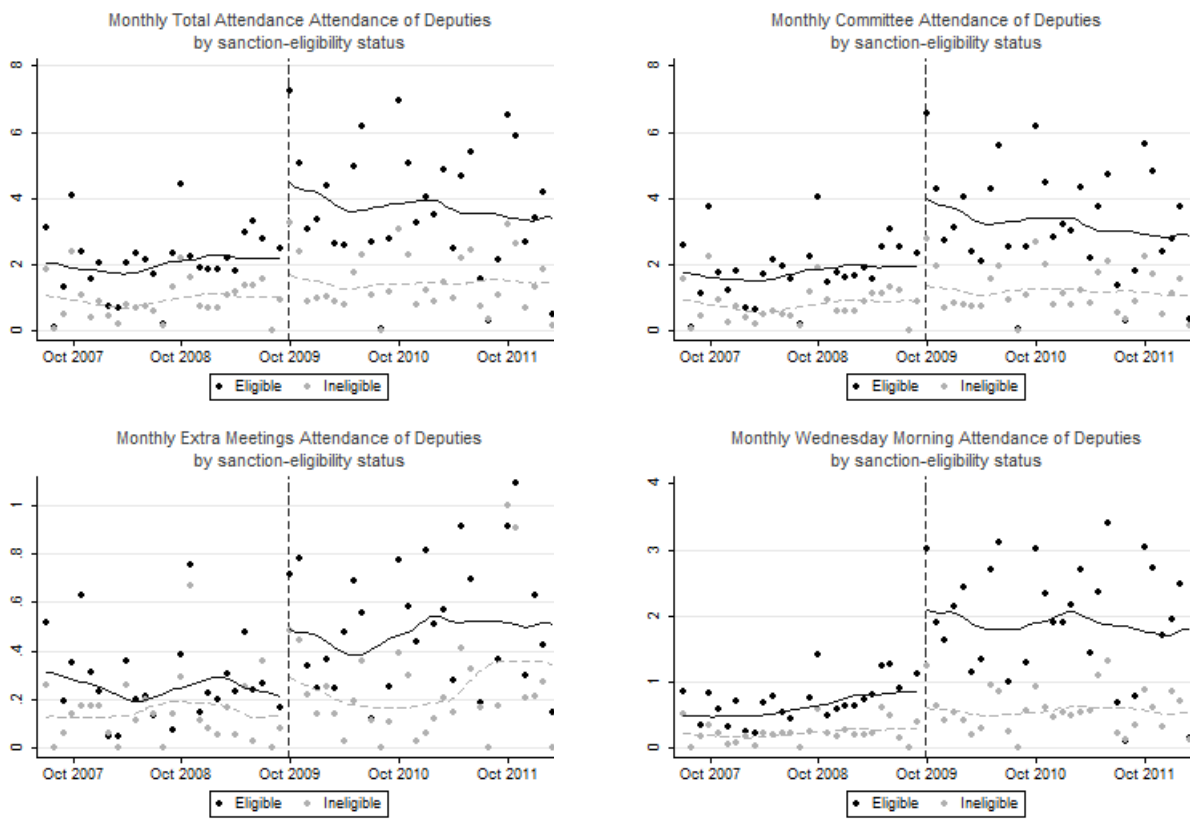 Monthly Total Attendance Attendance of Deputies
by sanction-eligibility status
8
6
4
2
0
Oct 2007
Oct 2008
Oct 2009
Oct 2010
Oct 2011
Eligible
Ineligible
Monthly Committee Attendance of Deputies
by sanction-eligibility status
8
6
4
2
0
Oct 2007
Oct 2008
Oct 2009
Oct 2010
Oct 2011
Eligible
Ineligible
Monthly Extra Meetings Attendance of Deputies
by sanction-eligibility status
1
.8
.6
.4
.2
0
Oct 2007
Oct 2008
Oct 2009
Oct 2010
Oct 2011
Eligible
Ineligible
Monthly Wednesday Morning Attendance of Deputies
by sanction-eligibility status
4
3
2
1
0
Oct 2007
Oct 2008
Oct 2009
Oct 2010
Oct 2011
Eligible
Ineligible